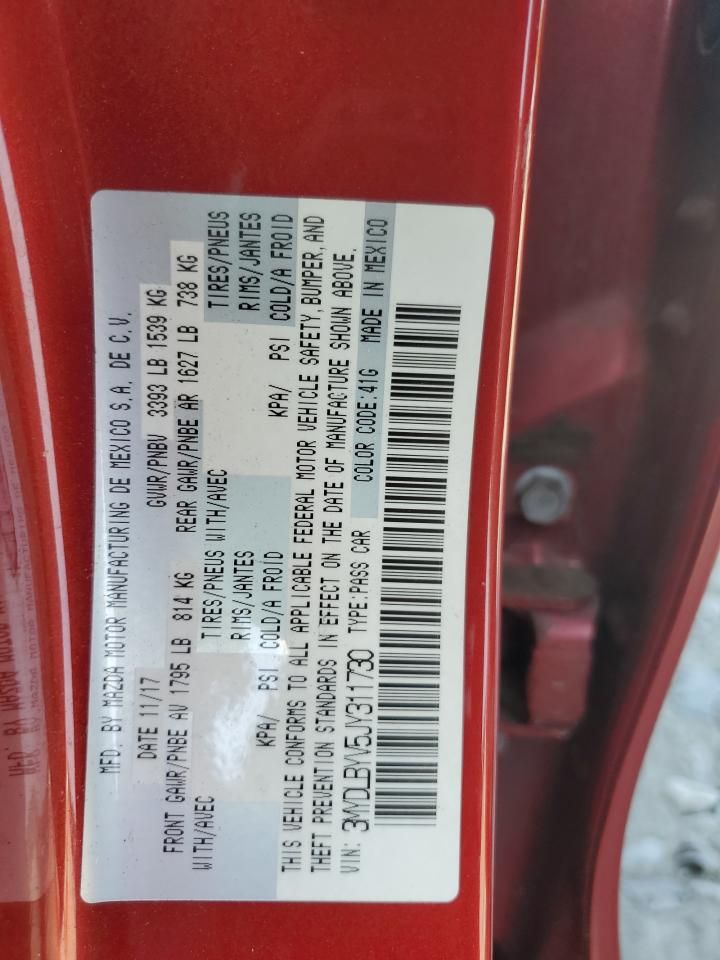 MFD. BY MAZDA MOTOR MANUFACTURING DE MEXICO S.A. DE C.V.
DATE 11/17 GVWR/PNBV 3393 LB 1539 KG
FRONT GAWR/PNBE AV 1795 LB 814 KG REAR GAWR/PNBE AR 1627 LB 738 KG
WITH/AVEC TIRES/PNEUS WITH/AVEC TIRES/PNEUS
RIMS/JANTES RIMS/JANTES
KPA/ PSI COLD/A FROID KPA/ PSI COLD/A FROID
THIS VEHICLE CONFORMS TO ALL APPLICABLE FEDERAL MOTOR VEHICLE SAFETY, BUMPER, AND
THEFT PREVENTION STANDARDS IN EFFECT ON THE DATE OF MANUFACTURE SHOWN ABOVE.
VIN: 3MYDLBYV5JY311730 TYPE:PASS CAR COLOR CODE:41G MADE IN MEXICO